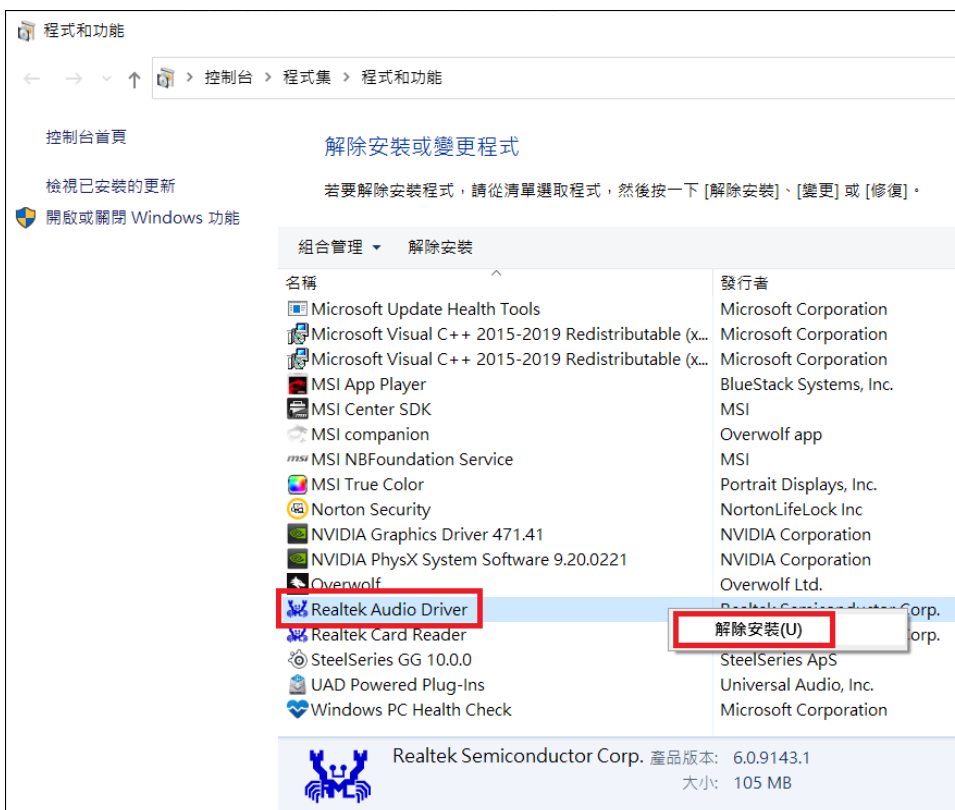 程式和功能
控制台 > 程式集 > 程式和功能
控制台首頁
檢視已安裝的更新
開啟或關閉 Windows 功能
解除安裝或變更程式
若要解除安裝程式，請從清單選取程式，然後按一下 [解除安裝]、[變更] 或 [修復]。
組合管理 解除安裝
名稱 發行者
Microsoft Update Health Tools Microsoft Corporation
Microsoft Visual C++ 2015-2019 Redistributable (x... Microsoft Corporation
Microsoft Visual C++ 2015-2019 Redistributable (x... Microsoft Corporation
MSI App Player BlueStack Systems, Inc.
MSI Center SDK MSI
MSI companion Overwolf app
MSI NBFoundation Service MSI
MSI True Color Portrait Displays, Inc.
Norton Security NortonLifeLock Inc
NVIDIA Graphics Driver 471.41 NVIDIA Corporation
NVIDIA PhysX System Software 9.20.0221 NVIDIA Corporation
Overwolf Overwolf Ltd.
Realtek Audio Driver Realtek Semiconductor Corp.
解除安裝(U)
Realtek Card Reader Corp.
SteelSeries GG 10.0.0 SteelSeries ApS
UAD Powered Plug-Ins Universal Audio, Inc.
Windows PC Health Check Microsoft Corporation
Realtek Semiconductor Corp. 產品版本: 6.0.9143.1
大小: 105 MB